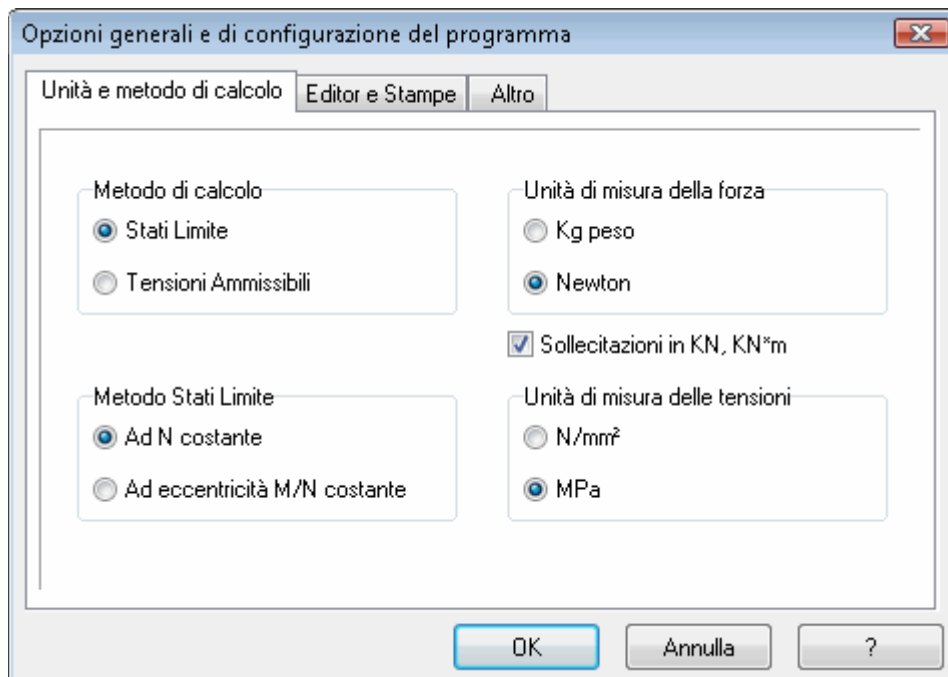 Opzioni generali e di configurazione del programma
Unità e metodo di calcolo
Editor e Stampe
Altro
Metodo di calcolo
Stati Limite
Tensioni Ammissibili
Unità di misura della forza
Kg peso
Newton
Sollecitazioni in KN, KN*m
Metodo Stati Limite
Ad N costante
Ad eccentricità M/N costante
Unità di misura delle tensioni
N/mm²
MPa
OK
Annulla
?